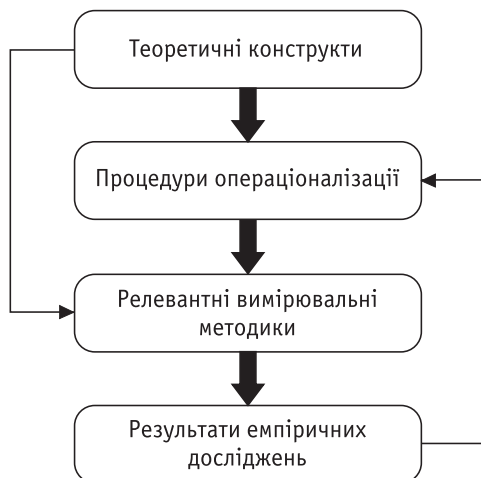 Теоретичні конструкти
Процедури операціоналізації
Релевантні вимірювальні
методики
Результати емпіричних
досліджень